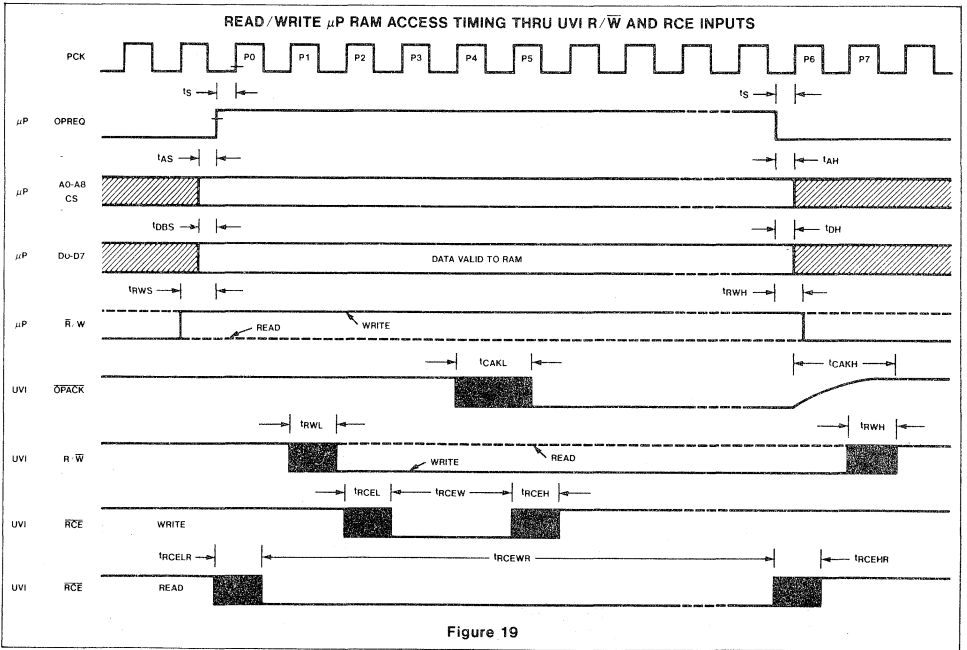 READ/WRITE μP RAM ACCESS TIMING THRU UVI R/W̅ AND RCE INPUTS
PCK P0 P1 P2 P3 P4 P5 P6 P7
tS tS
μP OPREQ
tAS tAH
μP A0-A8 CS
tDBS tDH
μP D0-D7 DATA VALID TO RAM
tRWS tRWH
μP R̅/W READ WRITE
tCAKL tCAKH
UVI O̅P̅A̅C̅K̅
tRWL tRWH
UVI R·W̅ WRITE READ
tRCEL tRCEW tRCEH
UVI R̅C̅E̅ WRITE
tRCELR tRCEWR tRCEHR
UVI R̅C̅E̅ READ
Figure 19